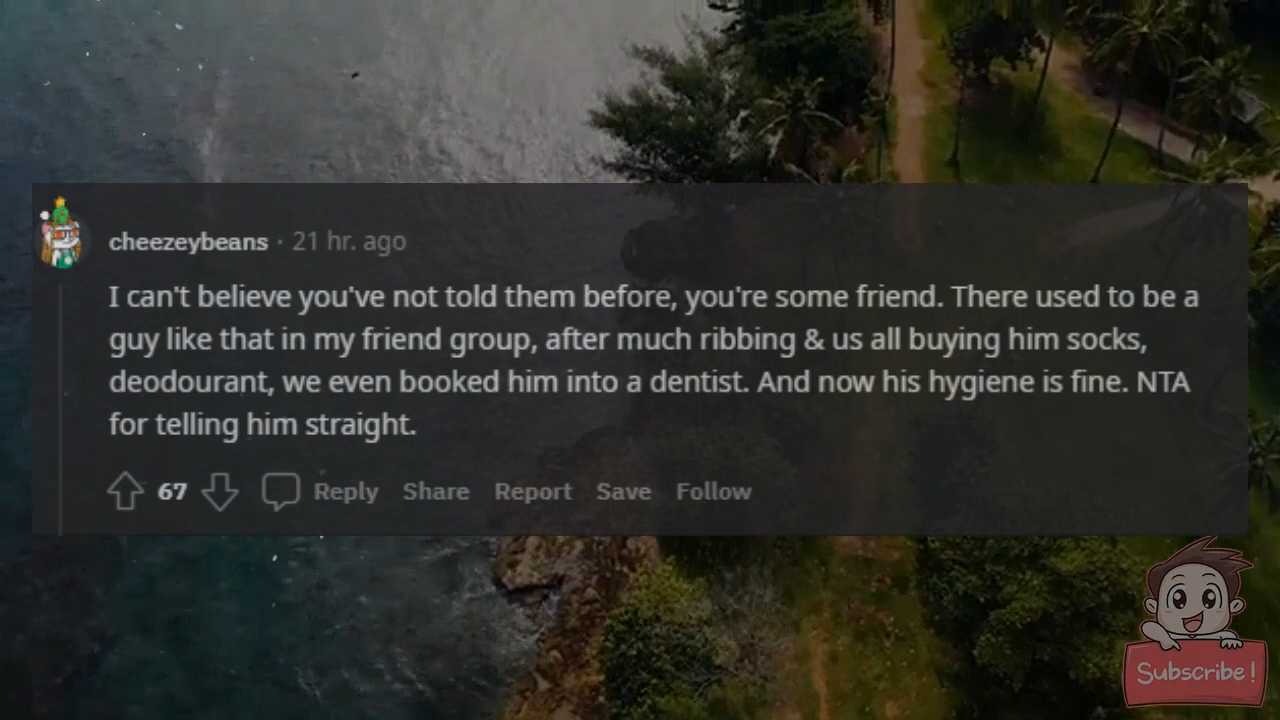 cheezeybeans · 21 hr. ago
I can't believe you've not told them before, you're some friend. There used to be a
guy like that in my friend group, after much ribbing & us all buying him socks,
deodourant, we even booked him into a dentist. And now his hygiene is fine. NTA
for telling him straight.
67 Reply Share Report Save Follow
Subscribe!